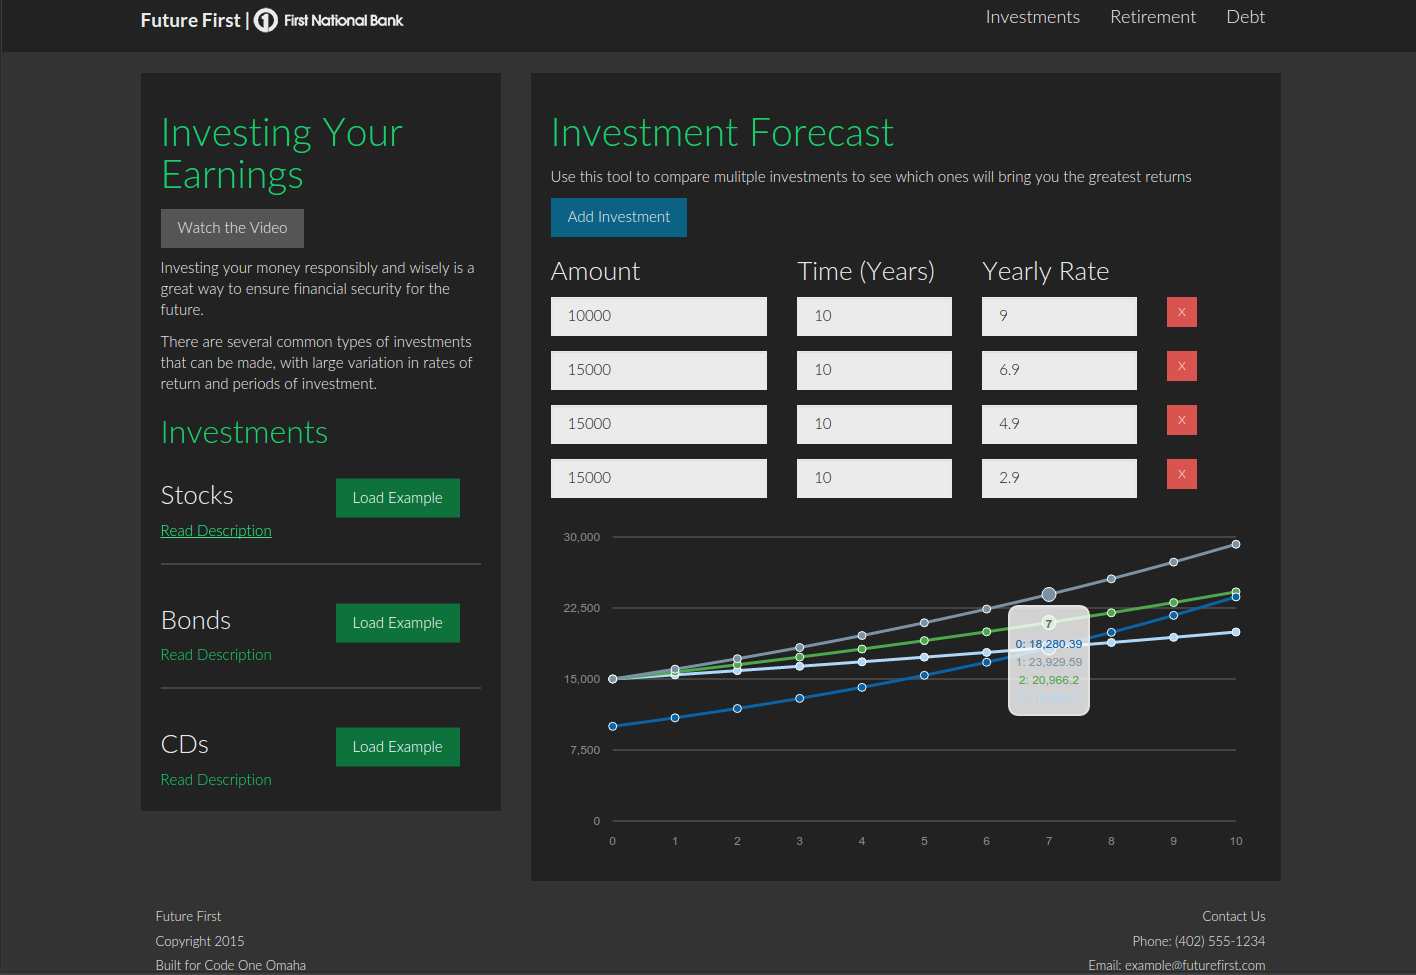 Future First | 1 First National Bank
Investments Retirement Debt
Investing Your
Earnings
Watch the Video
Investing your money responsibly and wisely is a
great way to ensure financial security for the
future.
There are several common types of investments
that can be made, with large variation in rates of
return and periods of investment.
Investments
Stocks
Load Example
Read Description
Bonds
Load Example
Read Description
CDs
Load Example
Read Description
Investment Forecast
Use this tool to compare mulitple investments to see which ones will bring you the greatest returns
Add Investment
Amount Time (Years) Yearly Rate
10000 10 9 X
15000 10 6.9 X
15000 10 4.9 X
15000 10 2.9 X
30,000
22,500
15,000
7,500
0
7
0: 18,280.39
1: 23,929.59
2: 20,966.2
0 1 2 3 4 5 6 7 8 9 10
Future First
Copyright 2015
Built for Code One Omaha
Contact Us
Phone: (402) 555-1234
Email: example@futurefirst.com